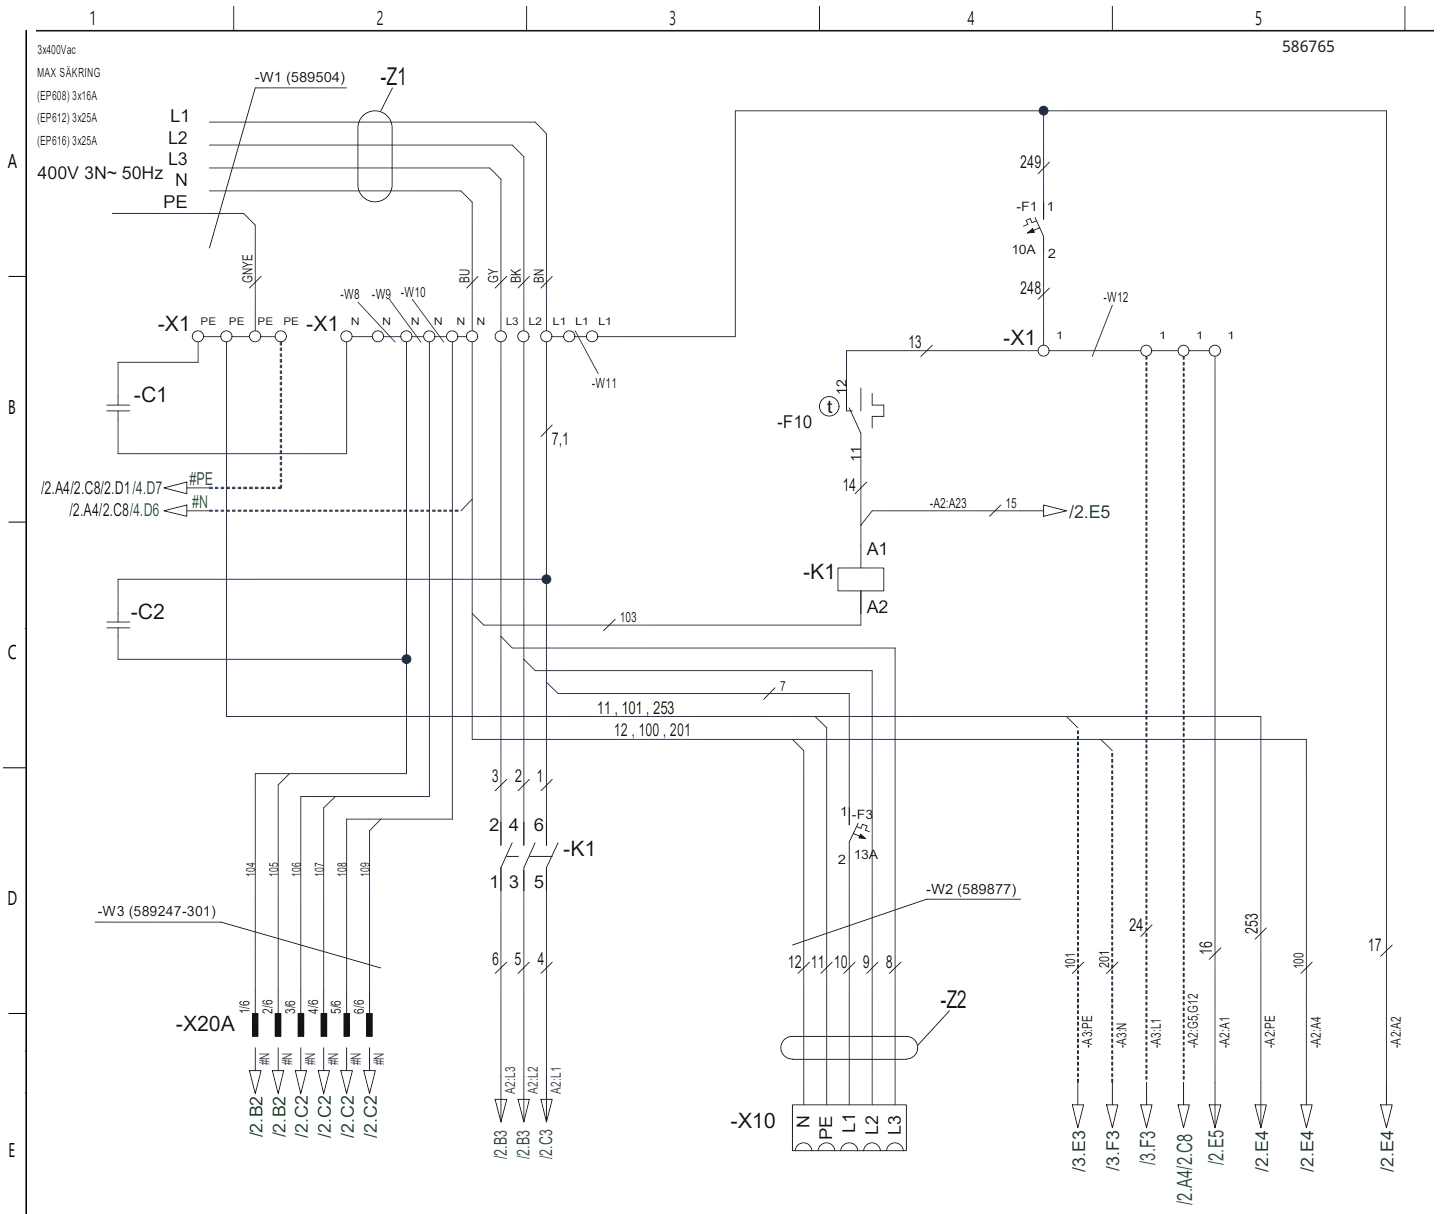 1 2 3 4 5
586765
3x400Vac
MAX SÄKRING
(EP608) 3x16A
(EP612) 3x25A
(EP616) 3x25A
400V 3N~ 50Hz
L1
L2
L3
N
PE
-W1 (589504)
-Z1
A
249
-F1 1
10A 2
248
GNYE
BU GY BK BN
-W8 -W9 -W10
-W12
-X1 PE PE PE PE
-X1 N N N N N N L3 L2 L1 L1 L1
-W11
13
-X1 1 1 1 1
B
-C1
12
t
-F10
11
7,1
14
/2.A4/2.C8/2.D1/4.D7 #PE
/2.A4/2.C8/4.D6 #N
-A2:A23 15 /2.E5
A1
-K1
A2
-C2
103
C
7
11 , 101 , 253
12 , 100 , 201
3 2 1
2 4 6
-K1
1 3 5
1 -F3
2 13A
104 105 106 107 108 109
D
-W3 (589247-301)
-W2 (589877)
6 5 4
12 11 10 9 8
101 201 24 16 253 100 17
1/6 2/6 3/6 4/6 5/6 6/6
-X20A
-Z2
#N #N #N #N #N #N
A2:L3 A2:L2 A2:L1
-A3:PE -A3:N -A3:L1 -A2:G5,G12 -A2:A1 -A2:PE -A2:A4 -A2:A2
/2.B2 /2.B2 /2.C2 /2.C2 /2.C2 /2.C2
/2.B3 /2.B3 /2.C3
-X10 N PE L1 L2 L3
E
/3.E3 /3.F3 /3.F3 /2.A4/2.C8 /2.E5 /2.E4 /2.E4 /2.E4